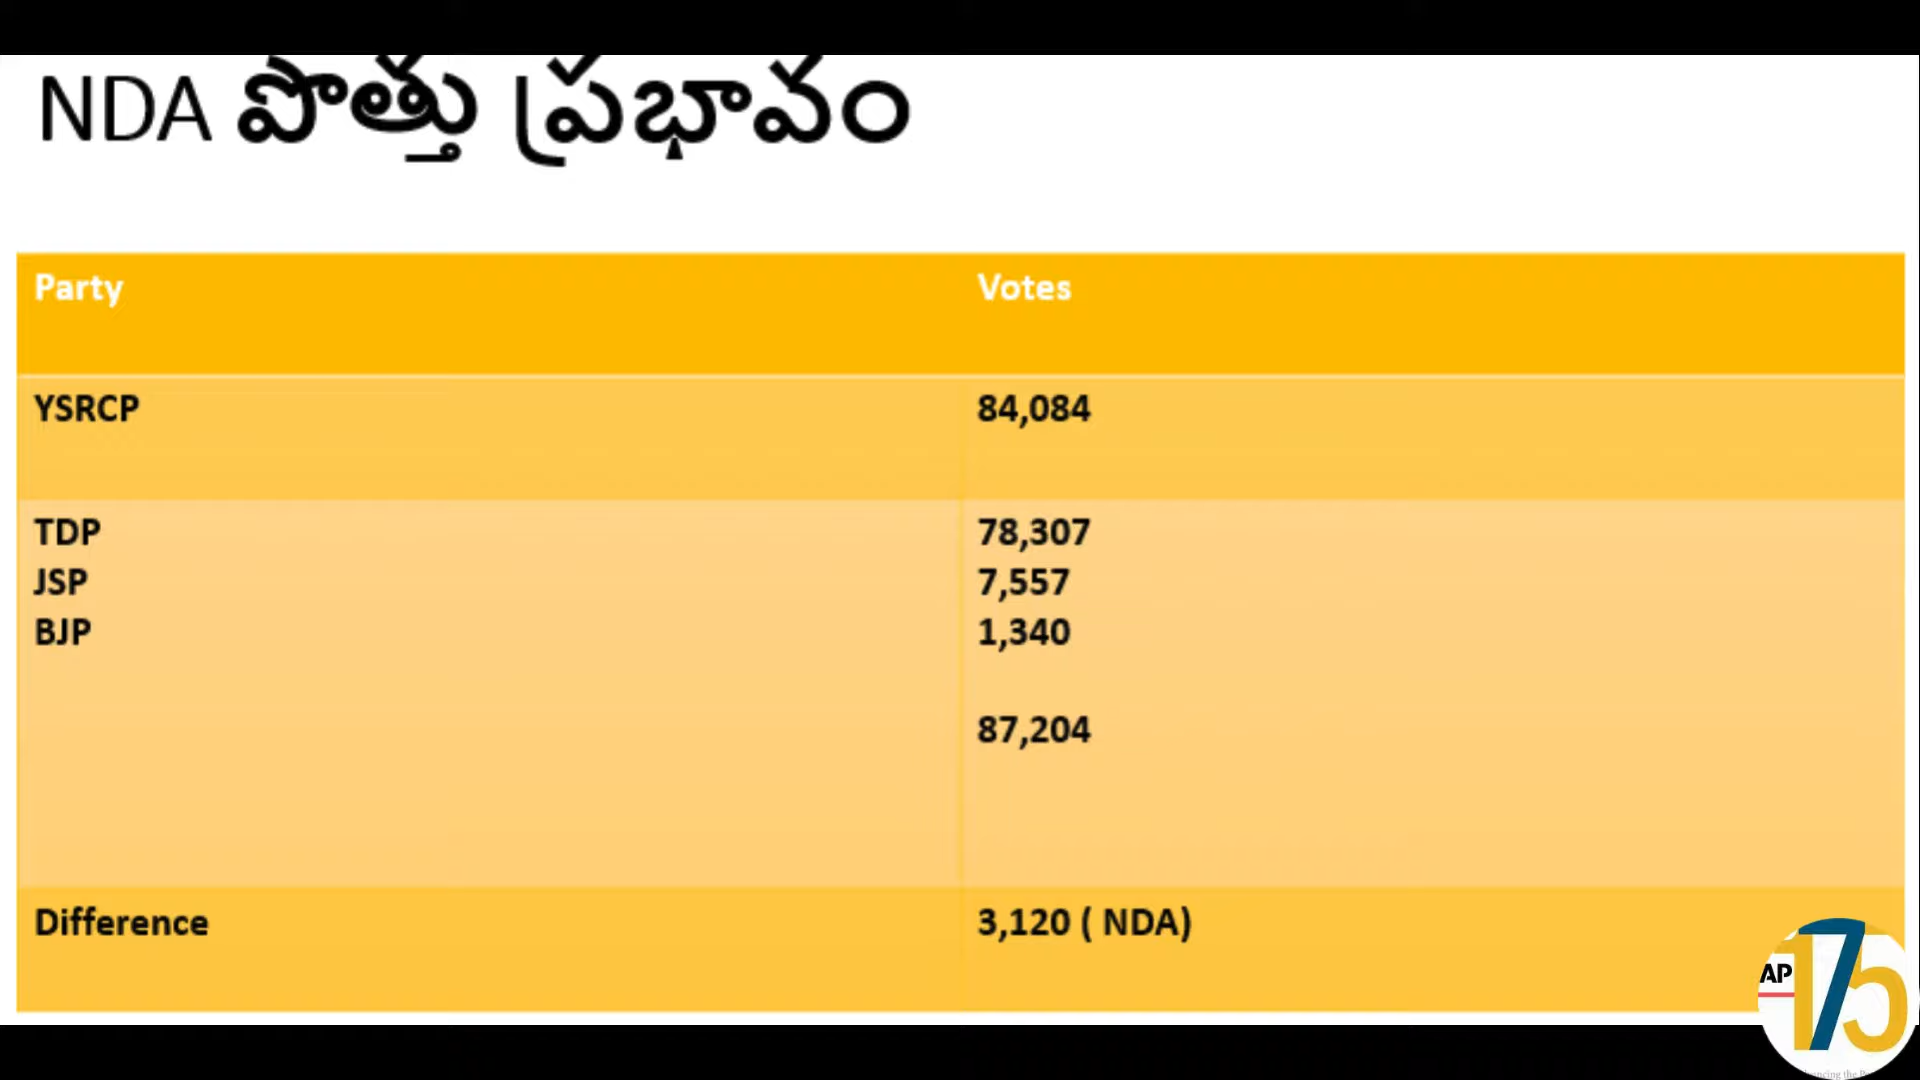 NDA పొత్తు ప్రభావం
Party Votes
YSRCP 84,084
TDP 78,307
JSP 7,557
BJP 1,340
87,204
Difference 3,120 ( NDA)
AP
175